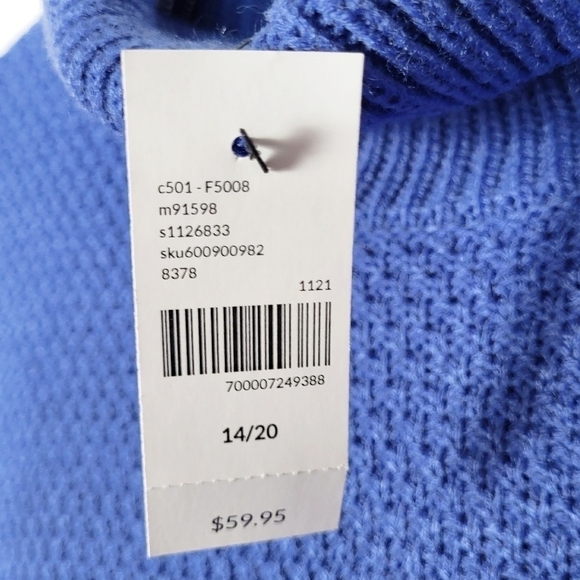 c501 - F5008
m91598
s1126833
sku600900982
8378
1121
700007249388
14/20
$59.95